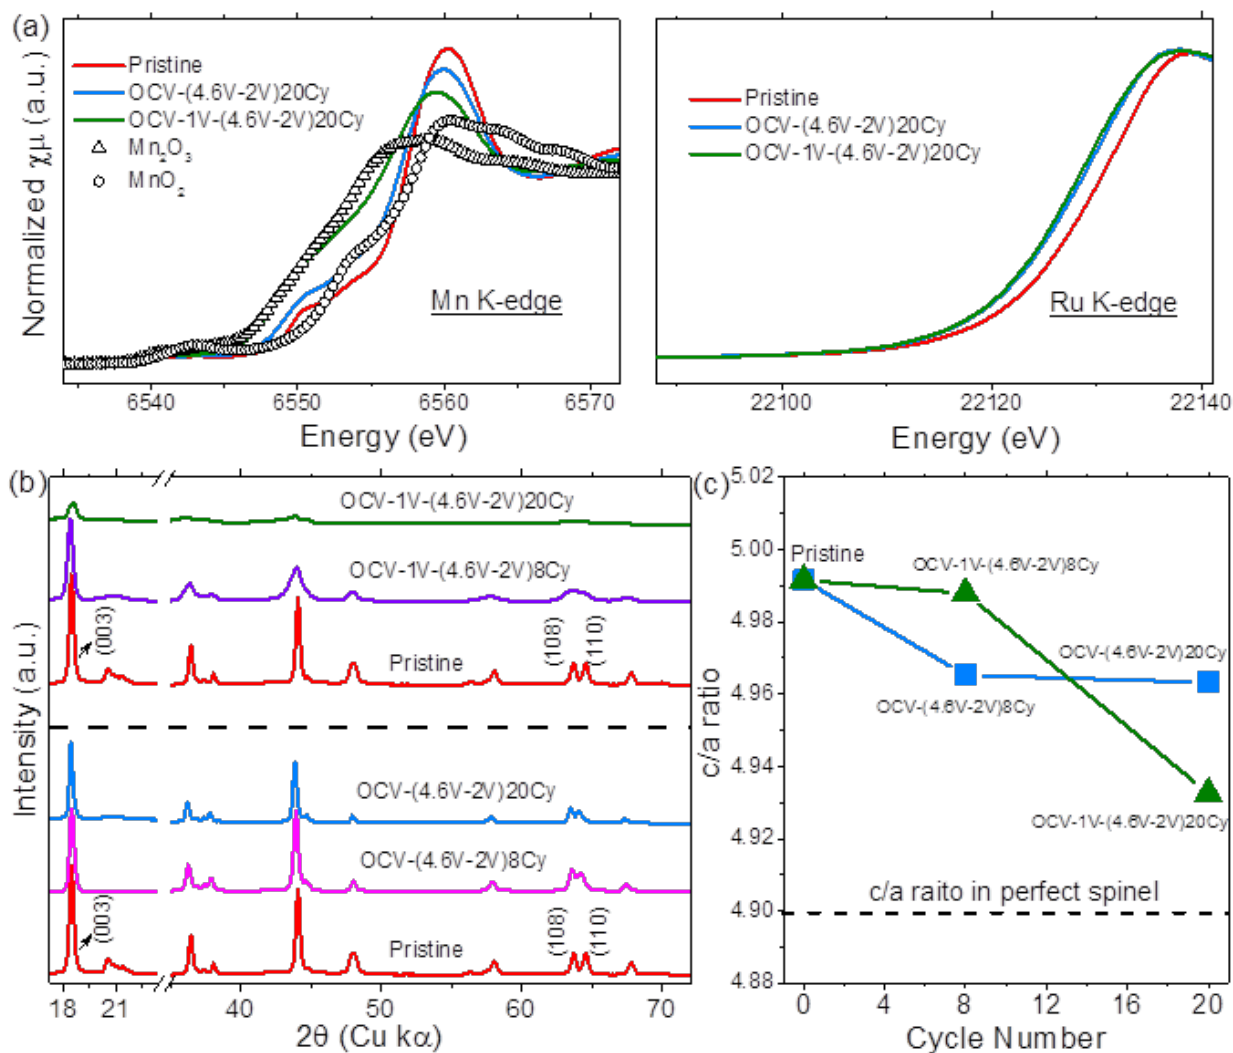 (a)
Normalized χμ (a.u.)
Pristine
OCV-(4.6V-2V)20Cy
OCV-1V-(4.6V-2V)20Cy
Mn2O3
MnO2
Mn K-edge
6540 6550 6560 6570
Energy (eV)
Pristine
OCV-(4.6V-2V)20Cy
OCV-1V-(4.6V-2V)20Cy
Ru K-edge
22100 22120 22140
Energy (eV)
(b)
Intensity (a.u.)
OCV-1V-(4.6V-2V)20Cy
OCV-1V-(4.6V-2V)8Cy
(003)
Pristine
(108)
(110)
OCV-(4.6V-2V)20Cy
OCV-(4.6V-2V)8Cy
(003)
Pristine
(108)
(110)
18 21 40 50 60 70
2θ (Cu kα)
(c)
c/a ratio
5.02
5.00
4.98
4.96
4.94
4.92
4.90
4.88
Pristine
OCV-1V-(4.6V-2V)8Cy
OCV-(4.6V-2V)20Cy
OCV-(4.6V-2V)8Cy
OCV-1V-(4.6V-2V)20Cy
c/a raito in perfect spinel
0 4 8 12 16 20
Cycle Number